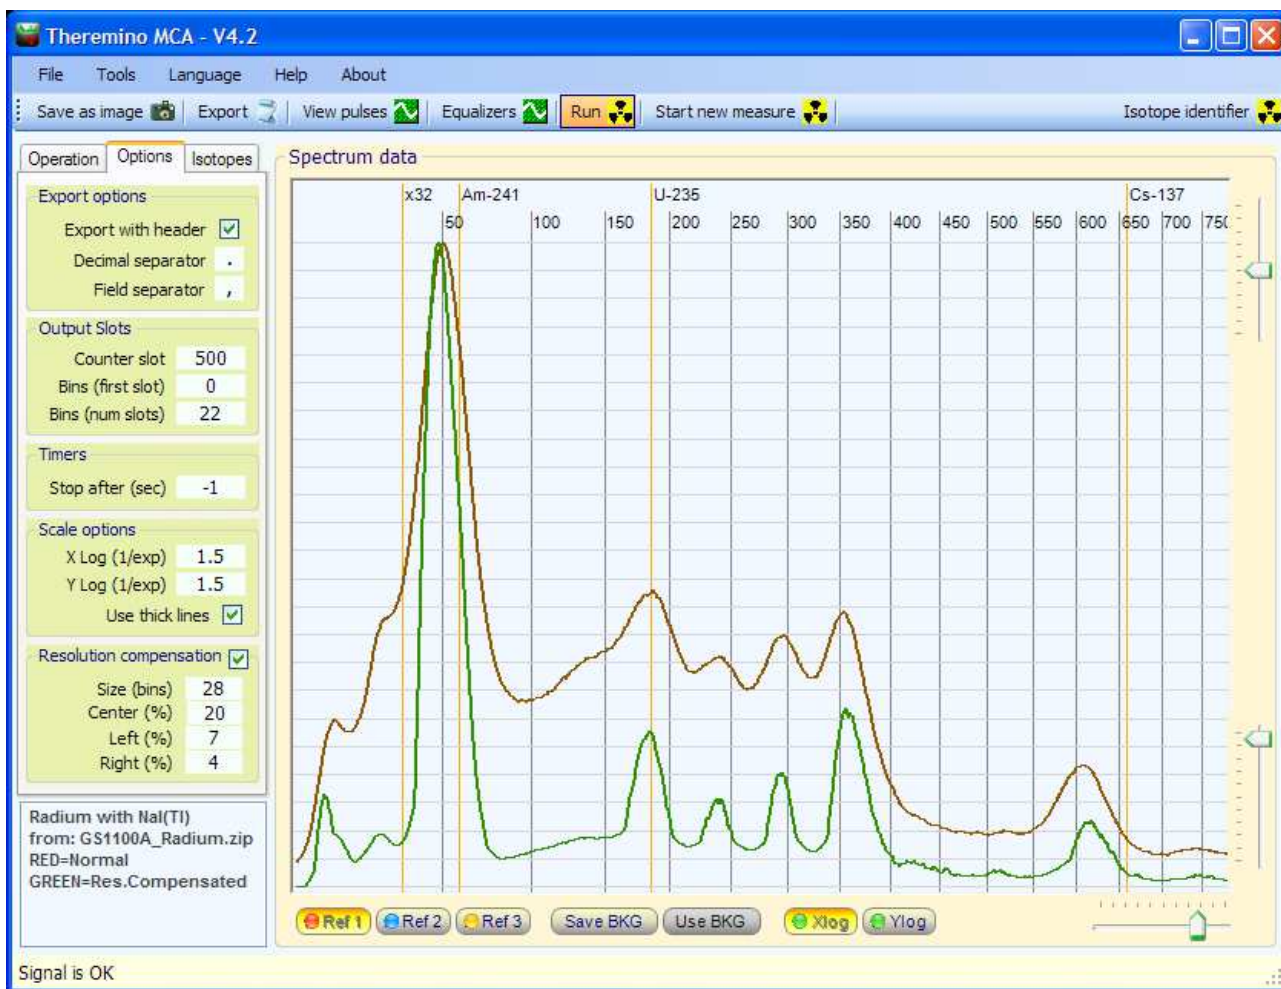 Theremino MCA - V4.2
File Tools Language Help About
Save as image Export View pulses Equalizers Run Start new measure Isotope identifier
Operation Options Isotopes
Export options
Export with header
Decimal separator .
Field separator ,
Output Slots
Counter slot 500
Bins (first slot) 0
Bins (num slots) 22
Timers
Stop after (sec) -1
Scale options
X Log (1/exp) 1.5
Y Log (1/exp) 1.5
Use thick lines
Resolution compensation
Size (bins) 28
Center (%) 20
Left (%) 7
Right (%) 4
Radium with NaI(Tl)
from: GS1100A_Radium.zip
RED=Normal
GREEN=Res.Compensated
Spectrum data
x32 Am-241 U-235 Cs-137
50 100 150 200 250 300 350 400 450 500 550 600 650 700 750
Ref 1 Ref 2 Ref 3 Save BKG Use BKG Xlog Ylog
Signal is OK